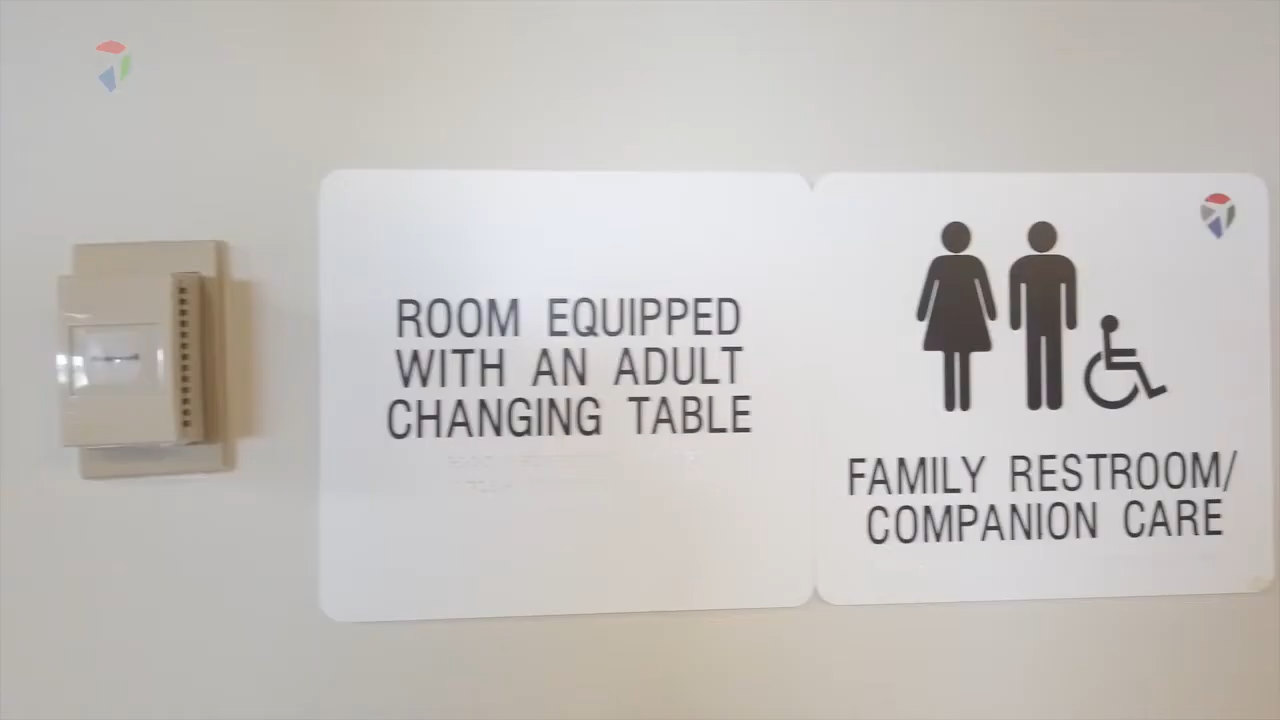 ROOM EQUIPPED
WITH AN ADULT
CHANGING TABLE
FAMILY RESTROOM/
COMPANION CARE